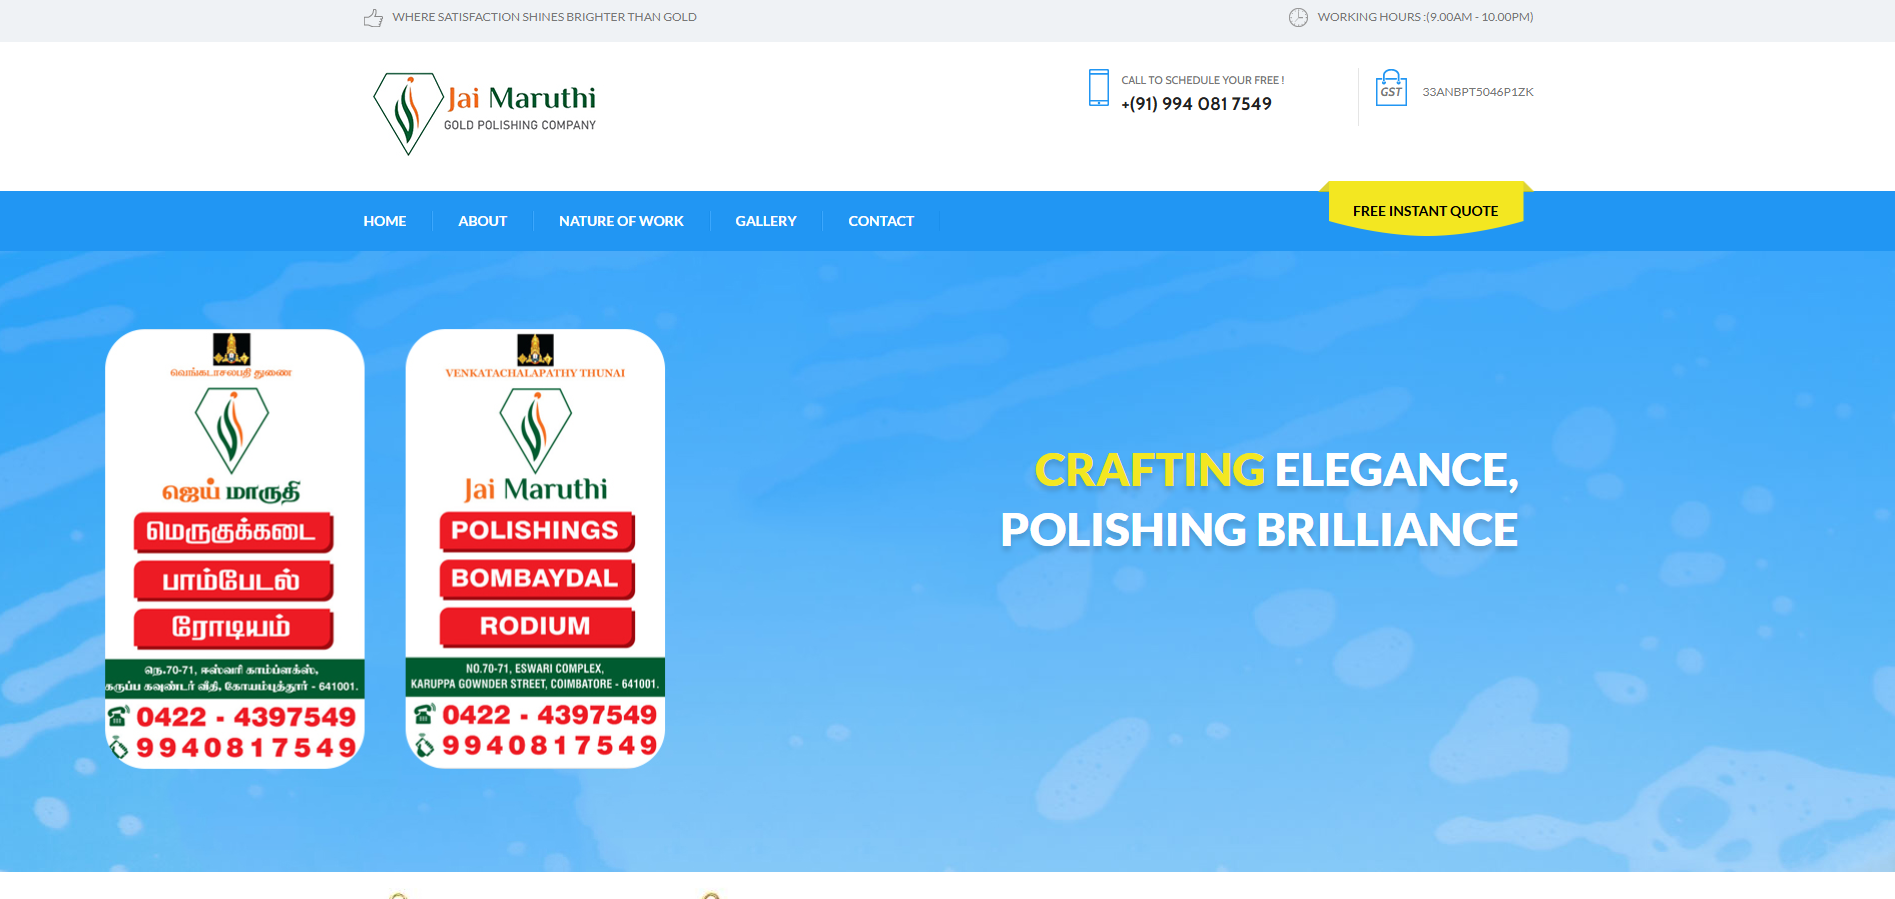 WHERE SATISFACTION SHINES BRIGHTER THAN GOLD
WORKING HOURS :(9.00AM - 10.00PM)
Jai Maruthi
GOLD POLISHING COMPANY
CALL TO SCHEDULE YOUR FREE !
+(91) 994 081 7549
GST
33ANBPT5046P1ZK
HOME
ABOUT
NATURE OF WORK
GALLERY
CONTACT
FREE INSTANT QUOTE
வெங்கடாசலபதி துணை
ஜெய் மாருதி
மெருகுக்கடை
பாம்பேடல்
ரோடியம்
நெ.70-71, ஈஸ்வரி காம்ப்ளக்ஸ்,
கருப்ப கவுண்டர் வீதி, கோயம்புத்தூர் - 641001.
0422 - 4397549
9940817549
VENKATACHALAPATHY THUNAI
Jai Maruthi
POLISHINGS
BOMBAYDAL
RODIUM
NO.70-71, ESWARI COMPLEX,
KARUPPA GOWNDER STREET, COIMBATORE - 641001.
0422 - 4397549
9940817549
CRAFTING ELEGANCE,
POLISHING BRILLIANCE